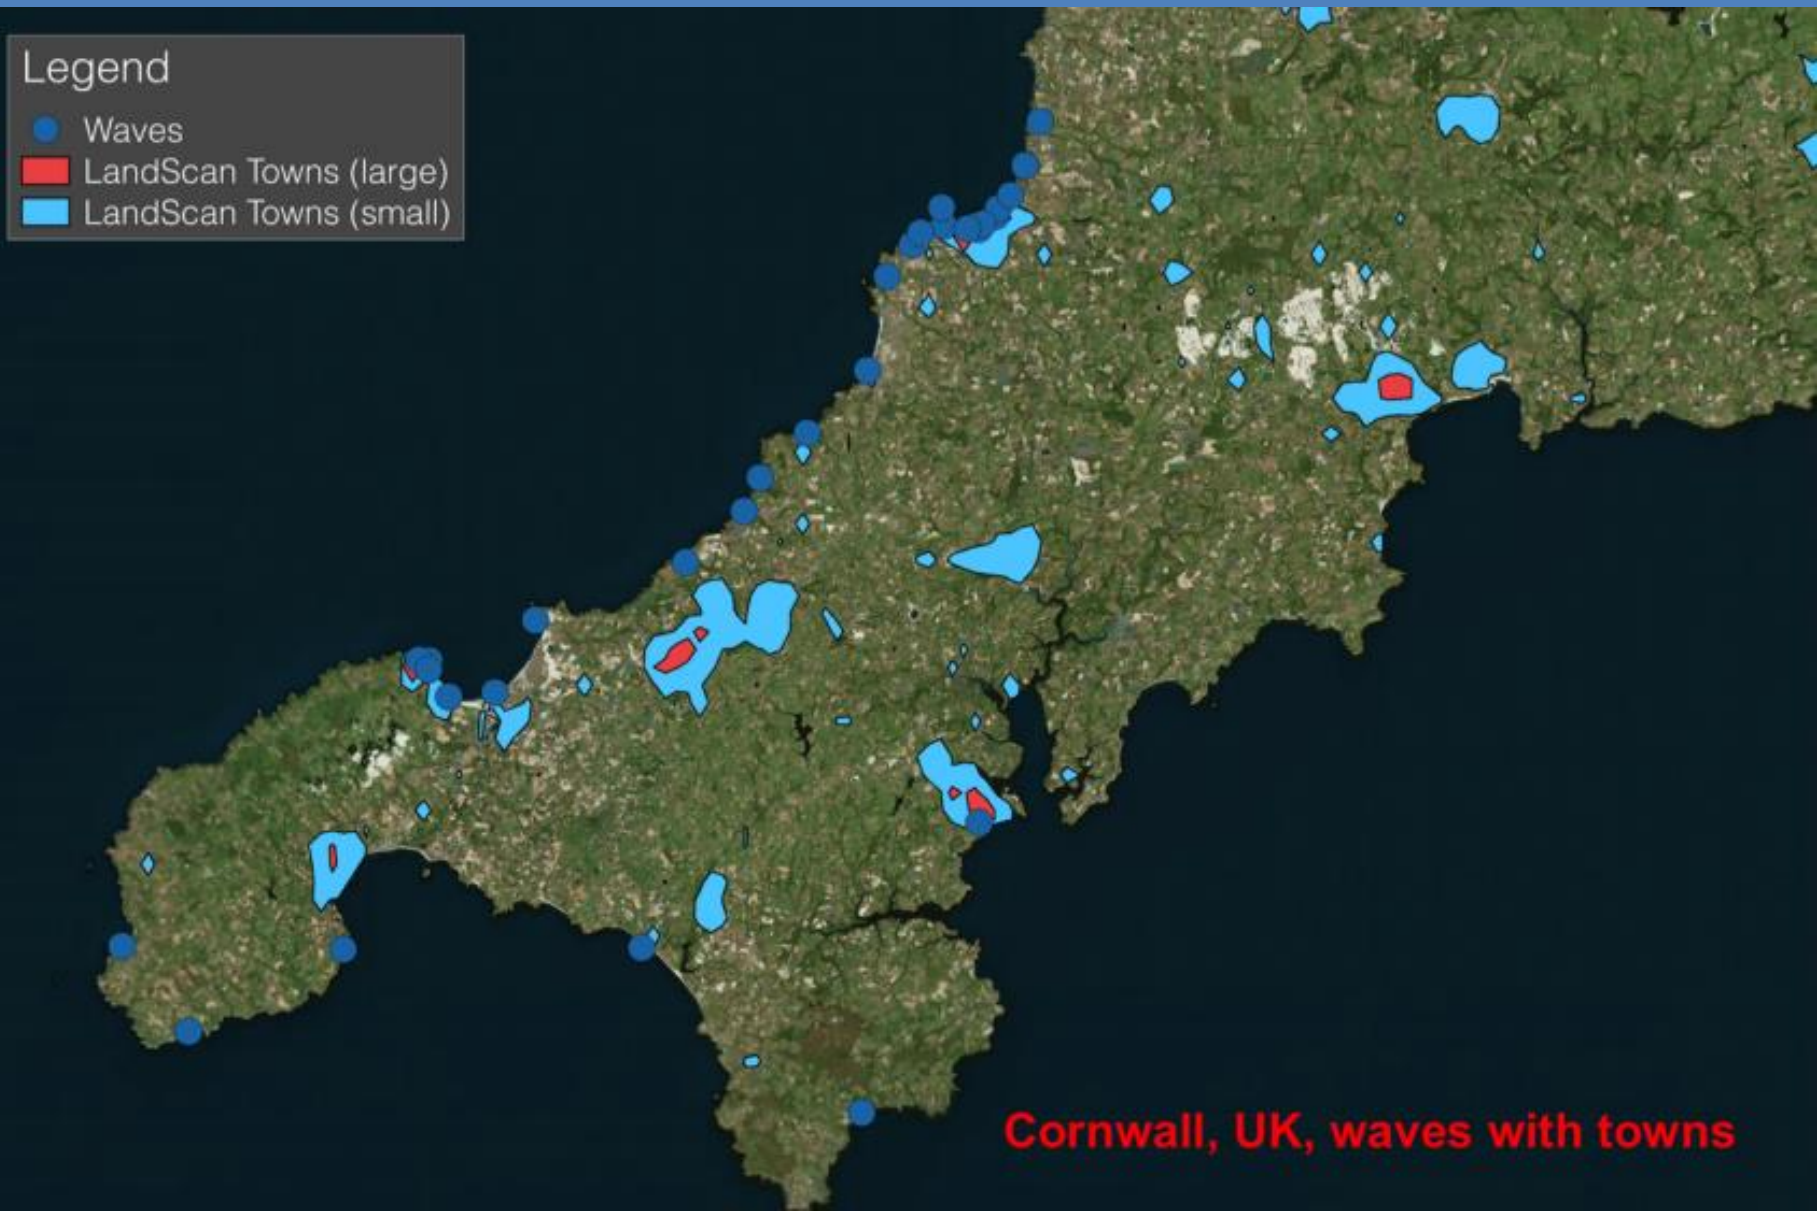 Legend
Waves
LandScan Towns (large)
LandScan Towns (small)
Cornwall, UK, waves with towns